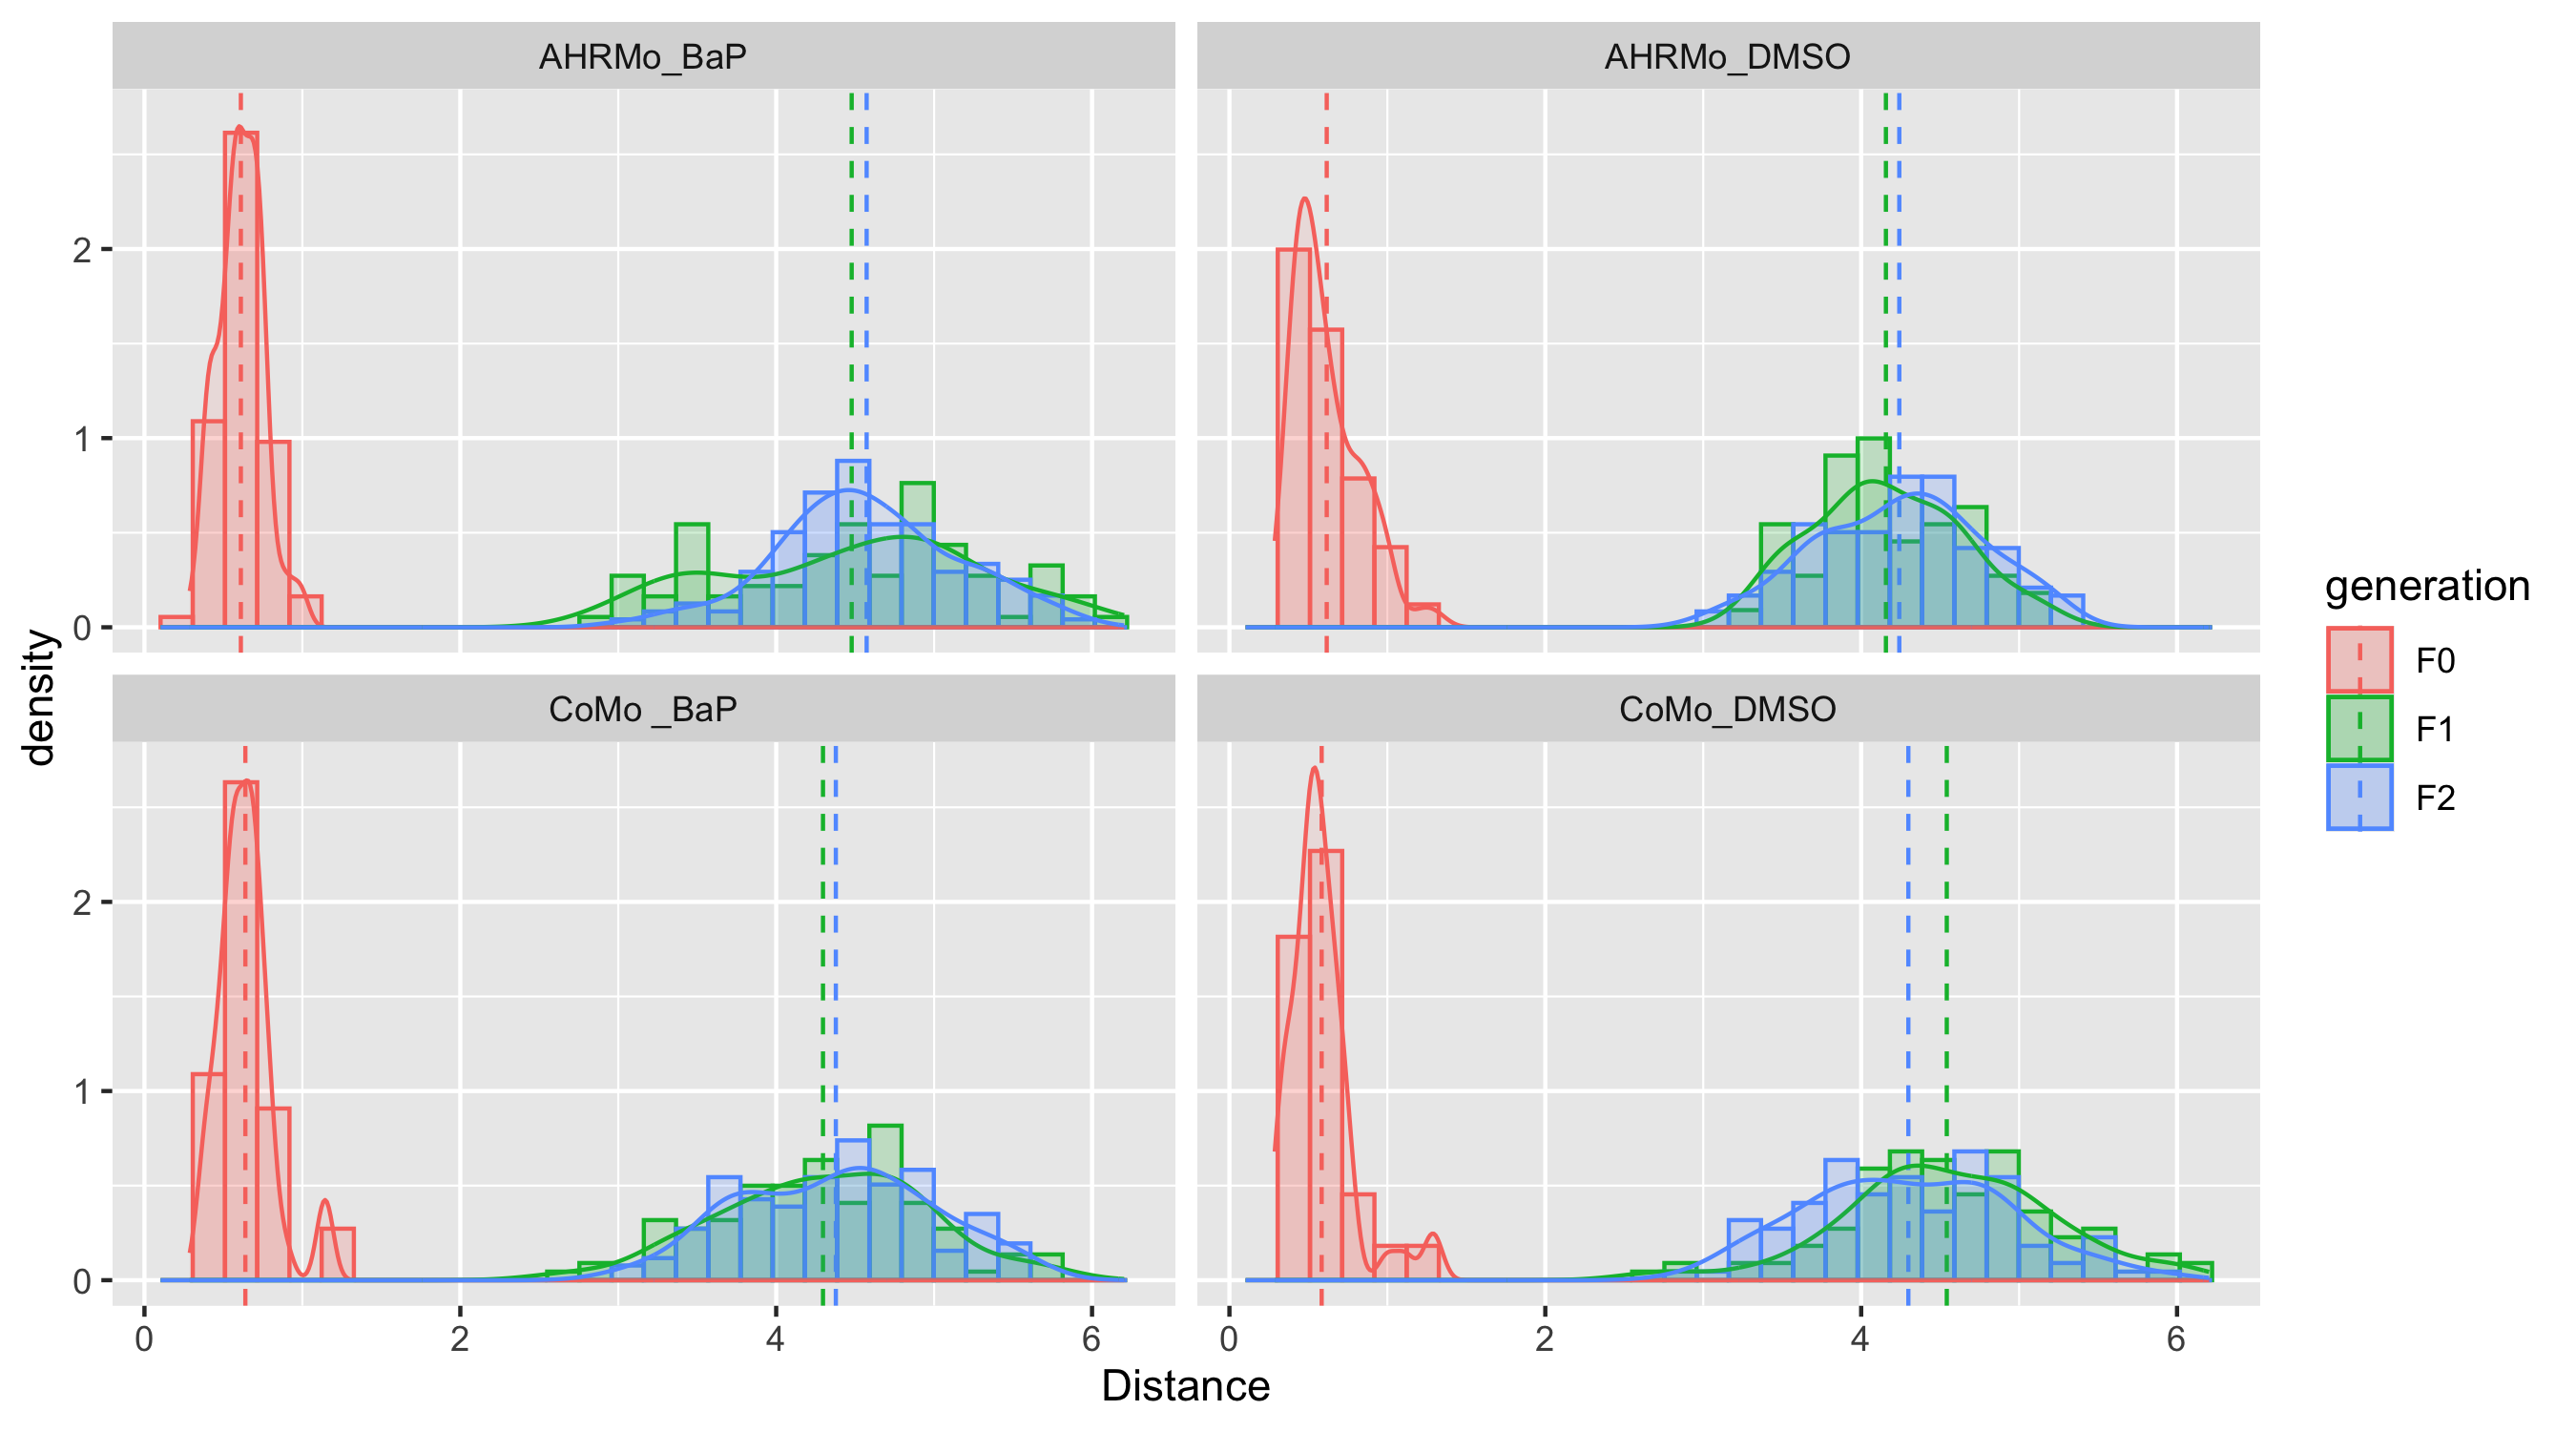 AHRMo_BaP
AHRMo_DMSO
2
1
0
CoMo _BaP
CoMo_DMSO
2
1
0
0
2
4
6
0
2
4
6
Distance
density
generation
F0
F1
F2